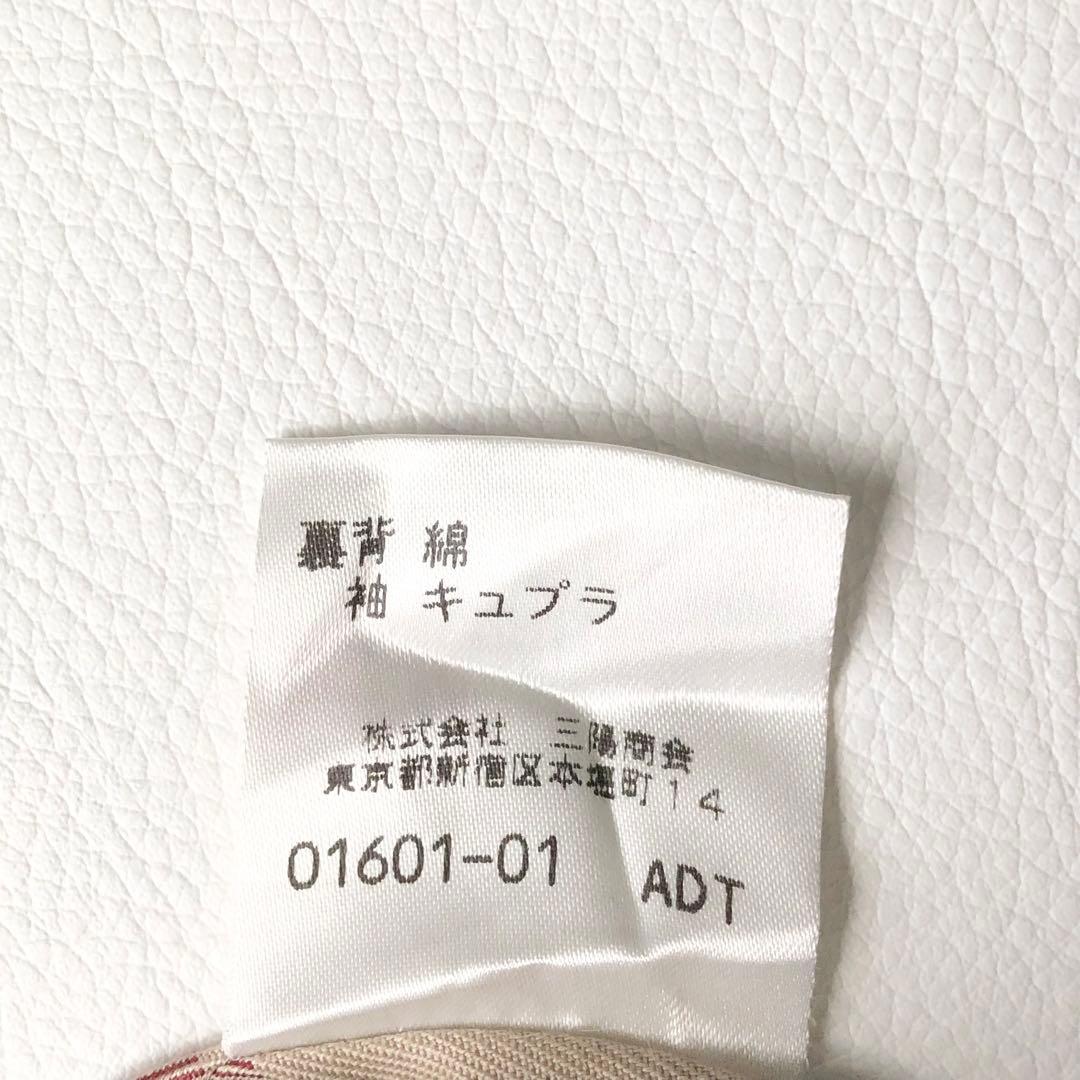 裏背 綿
袖 キュプラ
株式会社 三陽商会
東京都新宿区本塩町14
01601-01 ADT